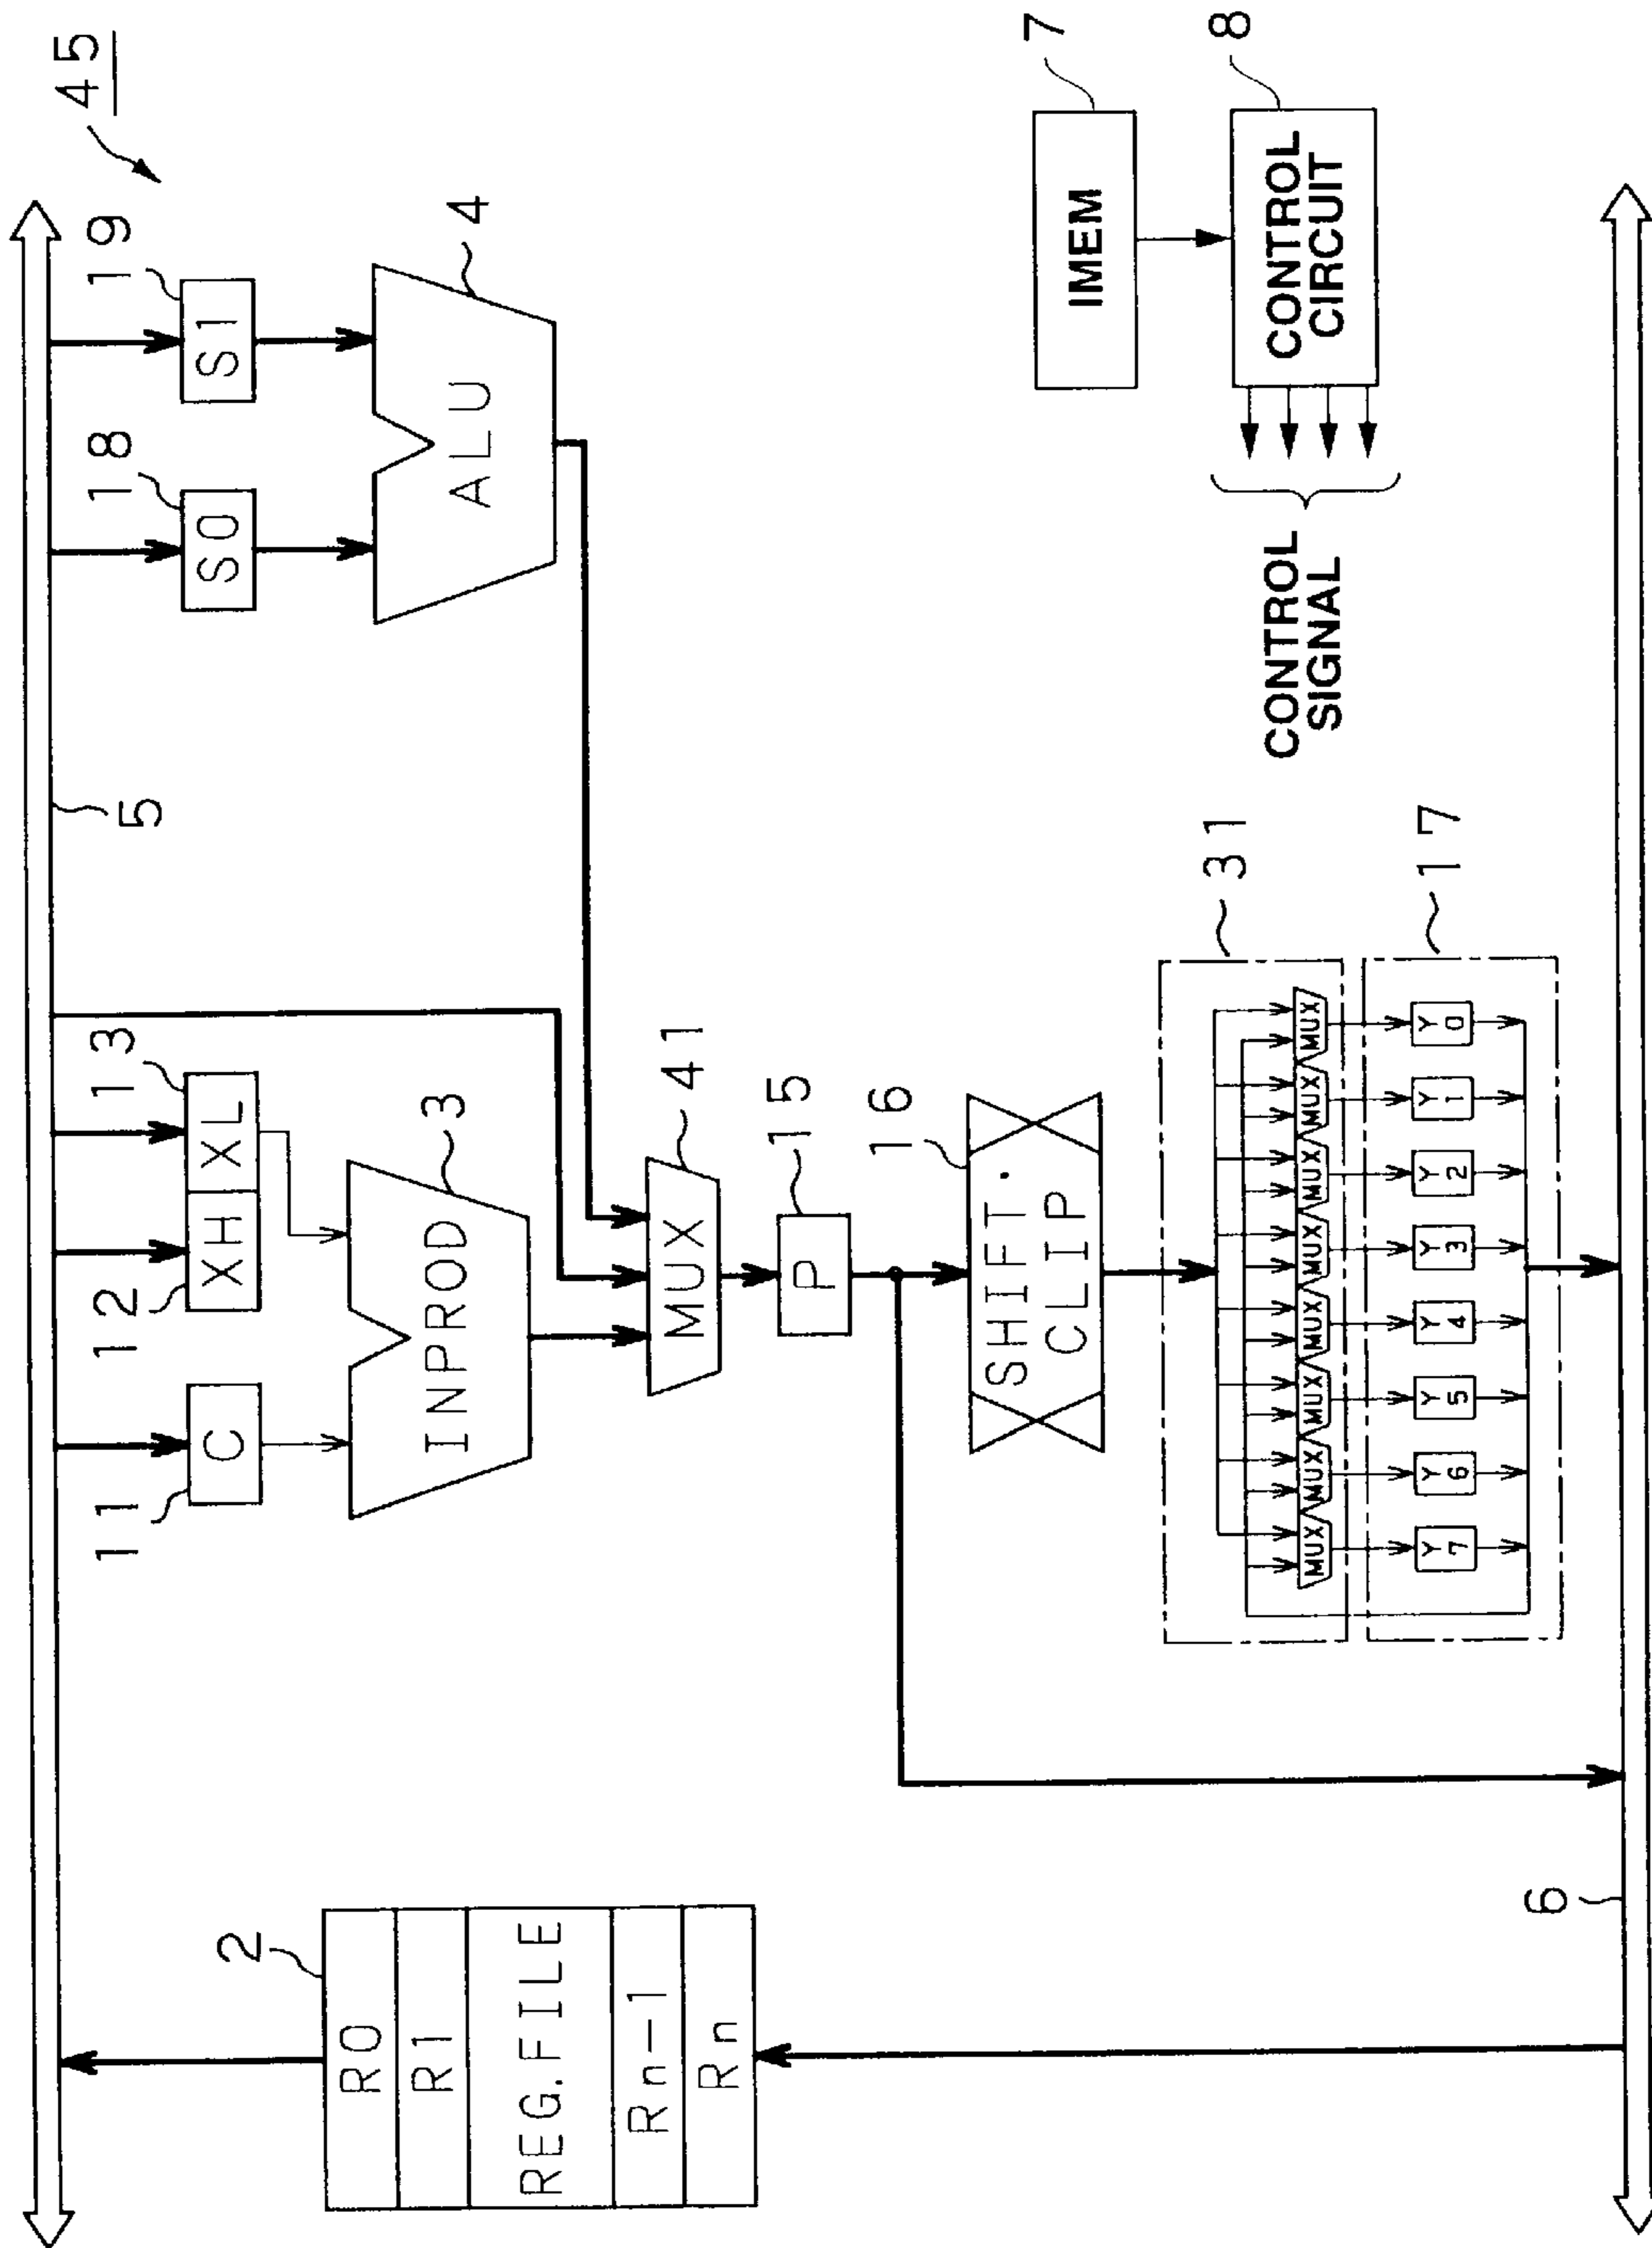 45
5
2
R0
R1
REG.FILE
Rn-1
Rn
11
C
12
XH
XL
13
INPROD
3
18
S0
S1
19
ALU
4
MUX
41
P
15
16
SHIFT·
CLIP
31
MUX MUX MUX MUX MUX MUX MUX MUX
17
Y7 Y6 Y5 Y4 Y3 Y2 Y1 Y0
6
IMEM
7
CONTROL
CIRCUIT
8
CONTROL
SIGNAL